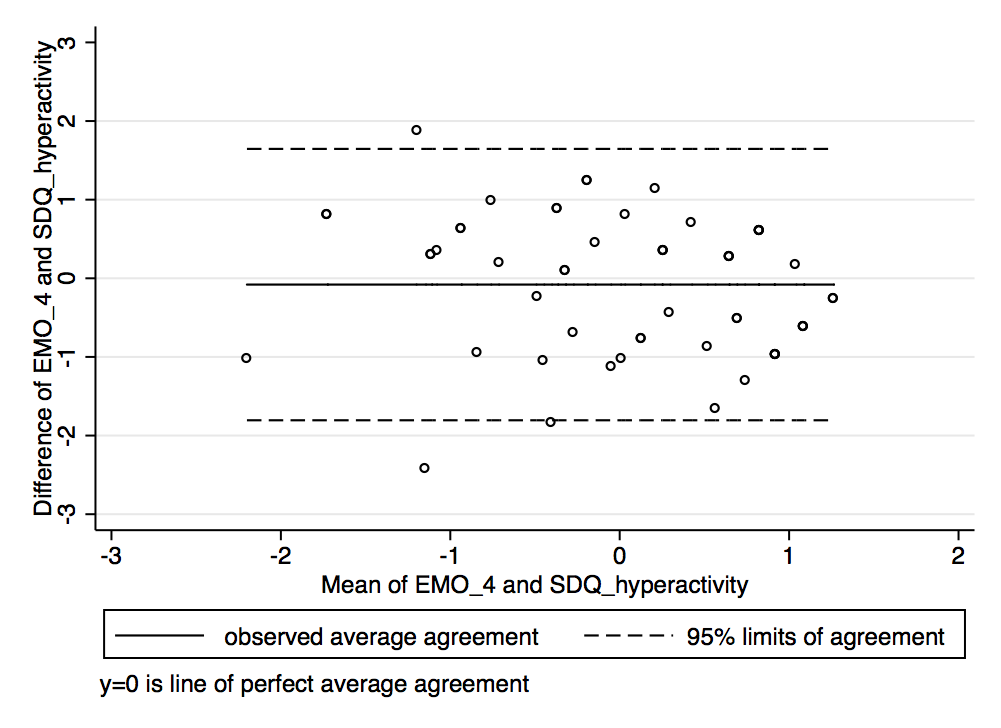 Difference of EMO_4 and SDQ_hyperactivity
3
2
1
0
-1
-2
-3
-3 -2 -1 0 1 2
Mean of EMO_4 and SDQ_hyperactivity
observed average agreement 95% limits of agreement
y=0 is line of perfect average agreement